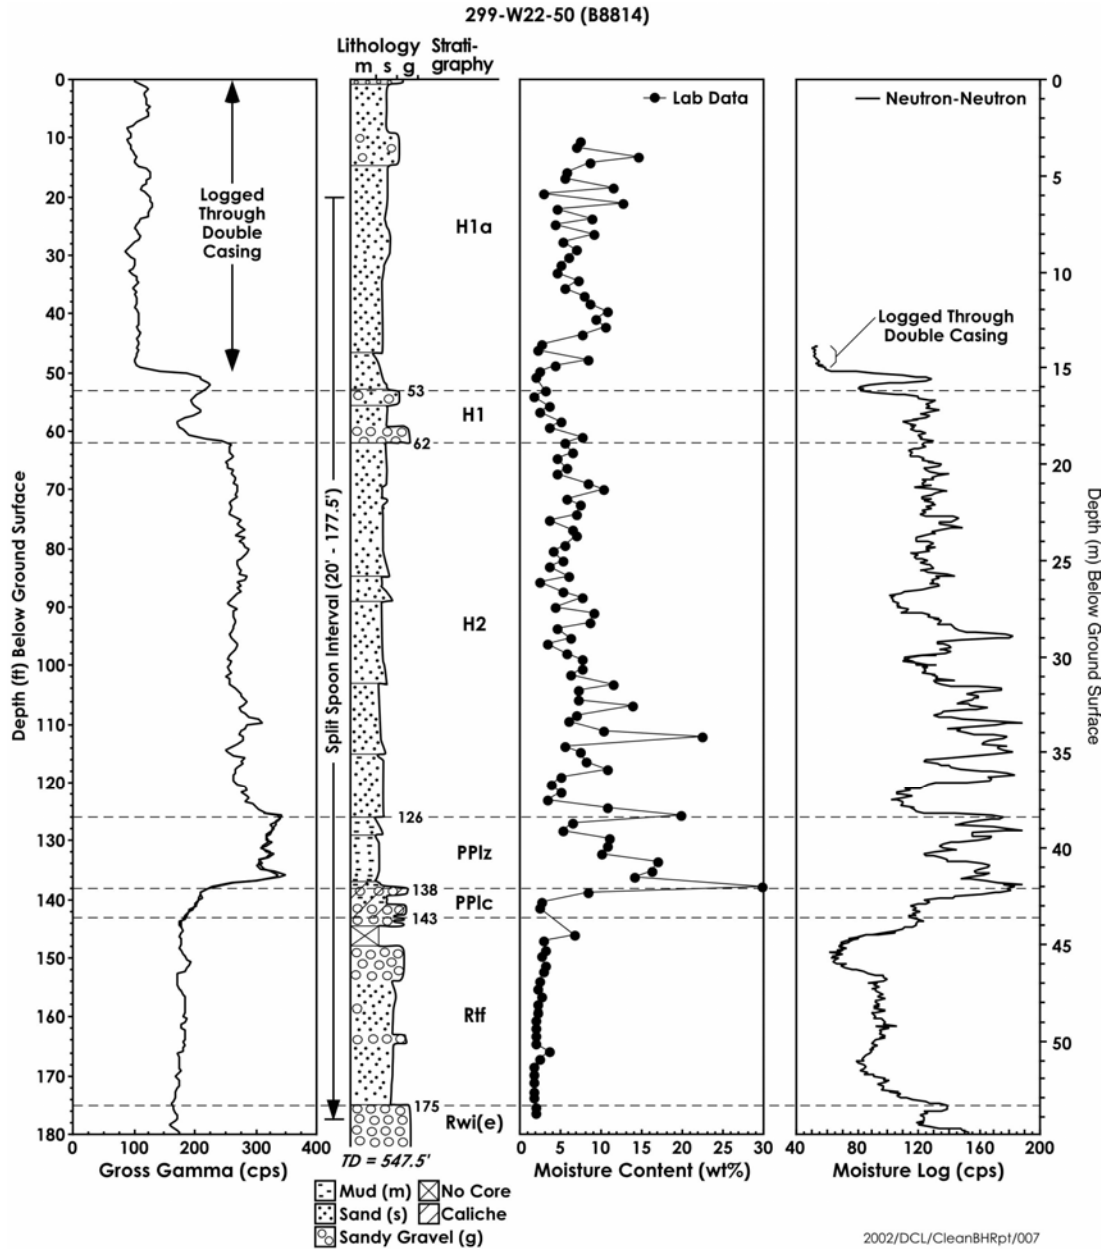 299-W22-50 (B8814)
Lithology Strati-
m s g graphy
0
10
20
30
40
50
60
70
80
90
100
110
120
130
140
150
160
170
180
Depth (ft) Below Ground Surface
0 100 200 300 400
Gross Gamma (cps)
Logged
Through
Double
Casing
Split Spoon Interval (20' - 177.5')
H1a
53
H1
62
H2
126
PPlz
138
PPlc
143
Rtf
175
Rwi(e)
TD = 547.5'
Lab Data
0 5 10 15 20 25 30
Moisture Content (wt%)
Neutron-Neutron
Logged Through
Double Casing
40 80 120 160 200
Moisture Log (cps)
0
5
10
15
20
25
30
35
40
45
50
Depth (m) Below Ground Surface
Mud (m) No Core
Sand (s) Caliche
Sandy Gravel (g)
2002/DCL/CleanBHRpt/007